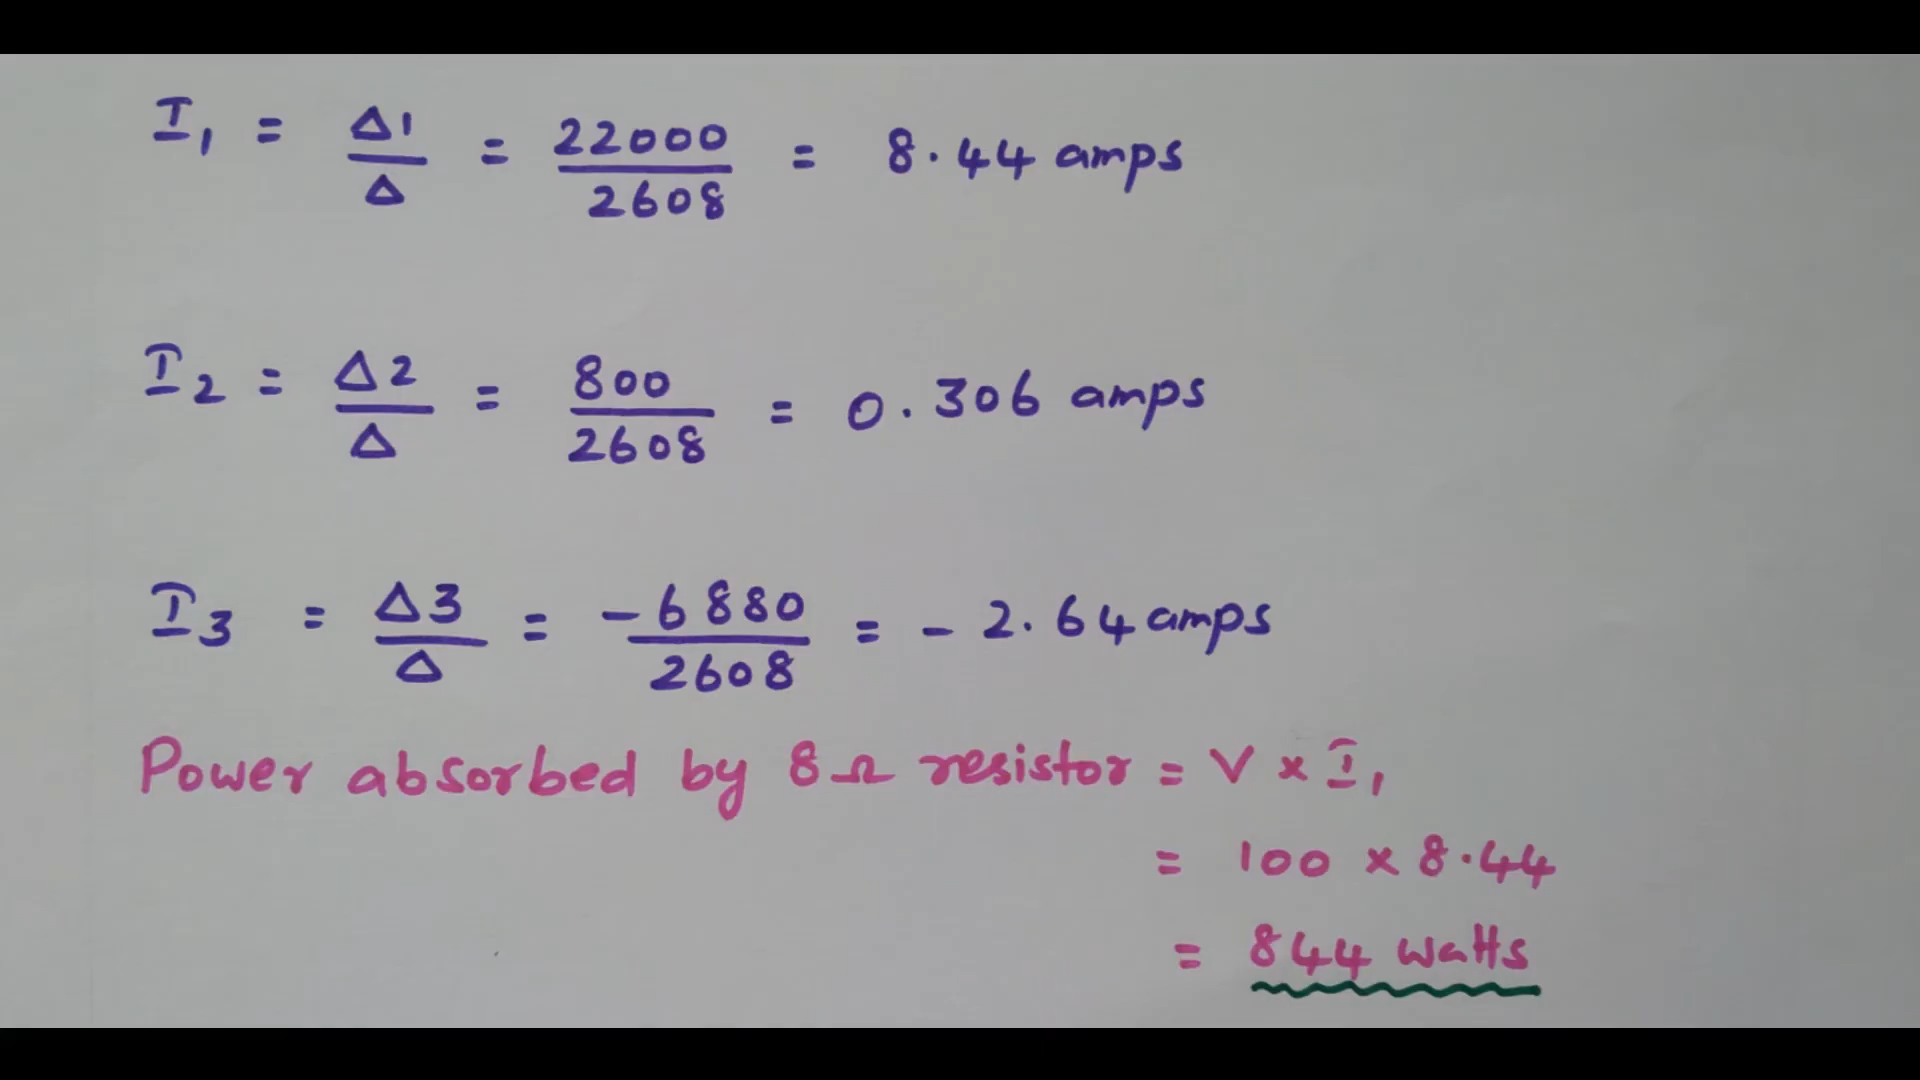 I1 = Δ1/Δ = 22000/2608 = 8.44 amps
I2 = Δ2/Δ = 800/2608 = 0.306 amps
I3 = Δ3/Δ = -6880/2608 = -2.64 amps
Power absorbed by 8Ω resistor = V × I1
= 100 × 8.44
= 844 watts